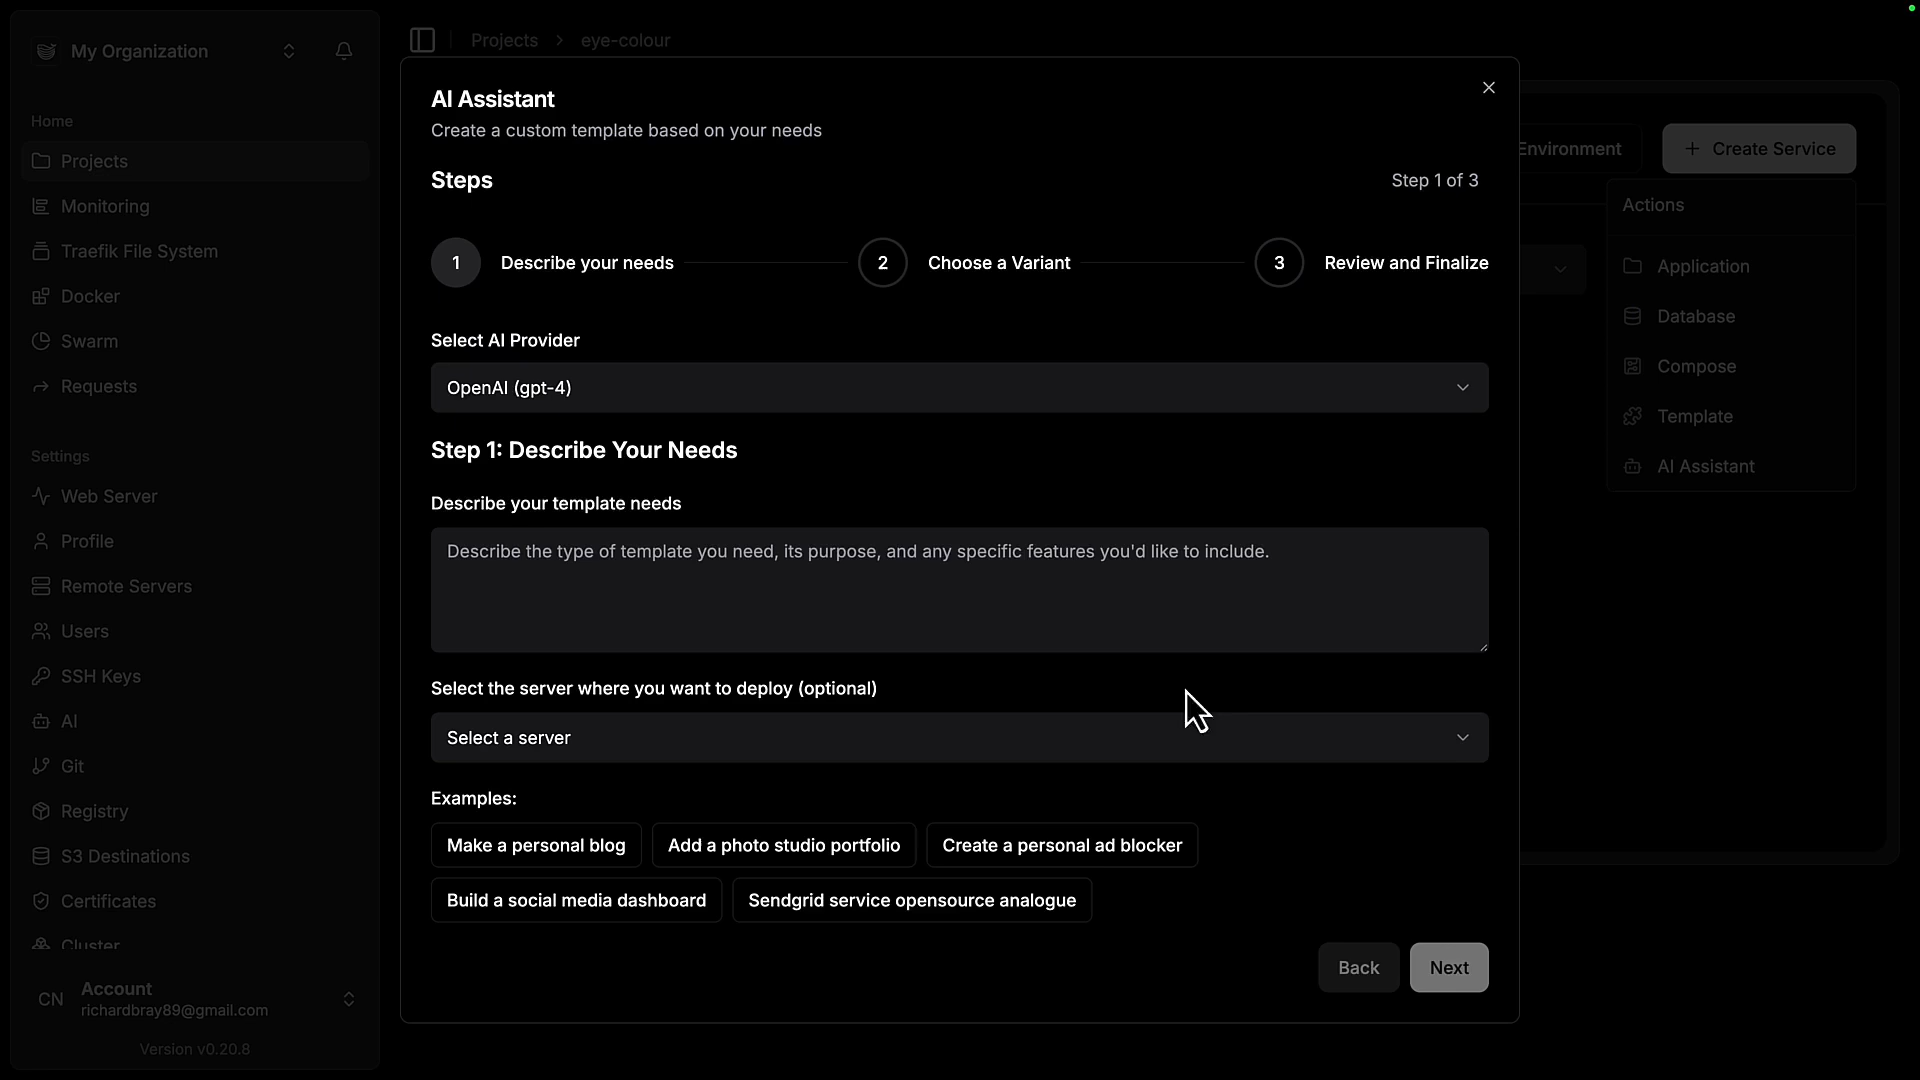 My Organization
Home
Projects
Monitoring
Traefik File System
Docker
Swarm
Requests
Settings
Web Server
Profile
Remote Servers
Users
SSH Keys
AI
Git
Registry
S3 Destinations
Certificates
Cluster
CN
Account
richardbray89@gmail.com
Version v0.20.8
Projects
eye-colour
AI Assistant
Create a custom template based on your needs
Steps
Step 1 of 3
1 Describe your needs
2 Choose a Variant
3 Review and Finalize
Select AI Provider
OpenAI (gpt-4)
Step 1: Describe Your Needs
Describe your template needs
Describe the type of template you need, its purpose, and any specific features you'd like to include.
Select the server where you want to deploy (optional)
Select a server
Examples:
Make a personal blog
Add a photo studio portfolio
Create a personal ad blocker
Build a social media dashboard
Sendgrid service opensource analogue
Back
Next
Environment
Create Service
Actions
Application
Database
Compose
Template
AI Assistant